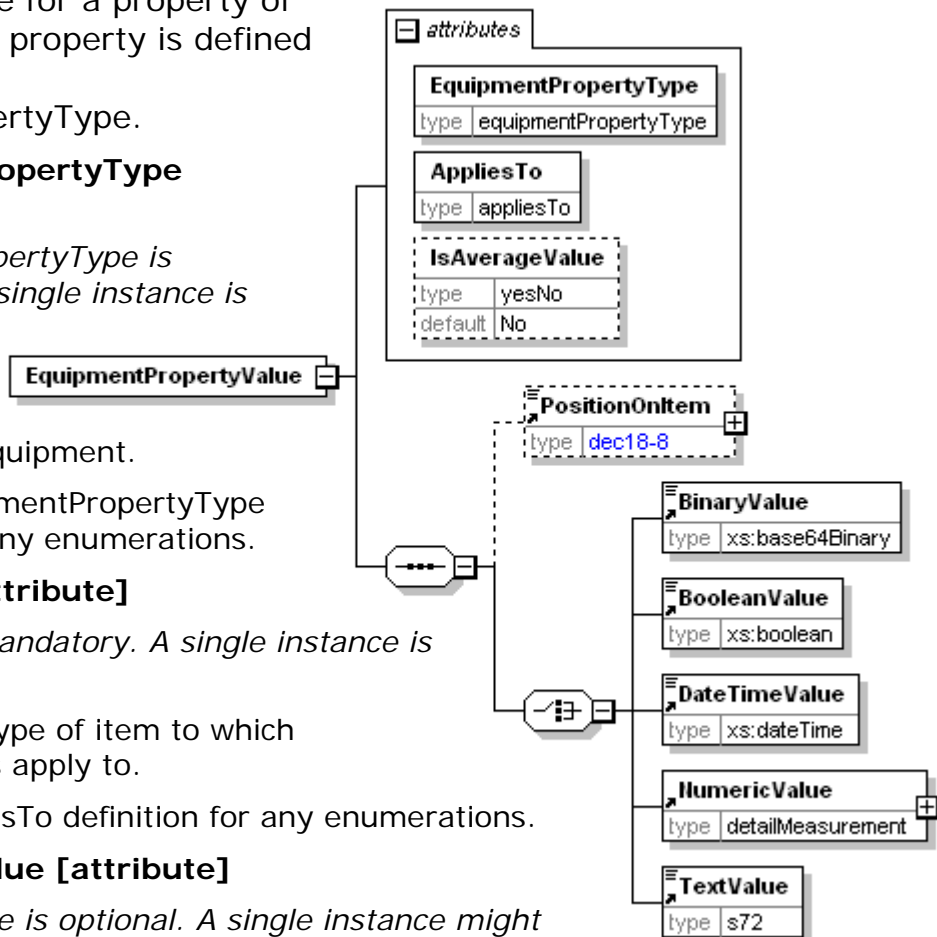 e for a property of
property is defined
ertyType.
opertyType
pertyType is
single instance is
quipment.
mentPropertyType
ny enumerations.
ttribute]
andatory. A single instance is
ype of item to which
s apply to.
sTo definition for any enumerations.
lue [attribute]
e is optional. A single instance might
attributes
EquipmentPropertyType
type equipmentPropertyType
AppliesTo
type appliesTo
IsAverageValue
type yesNo
default No
EquipmentPropertyValue
PositionOnItem
type dec18-8
BinaryValue
type xs:base64Binary
BooleanValue
type xs:boolean
DateTimeValue
type xs:dateTime
NumericValue
type detailMeasurement
TextValue
type s72